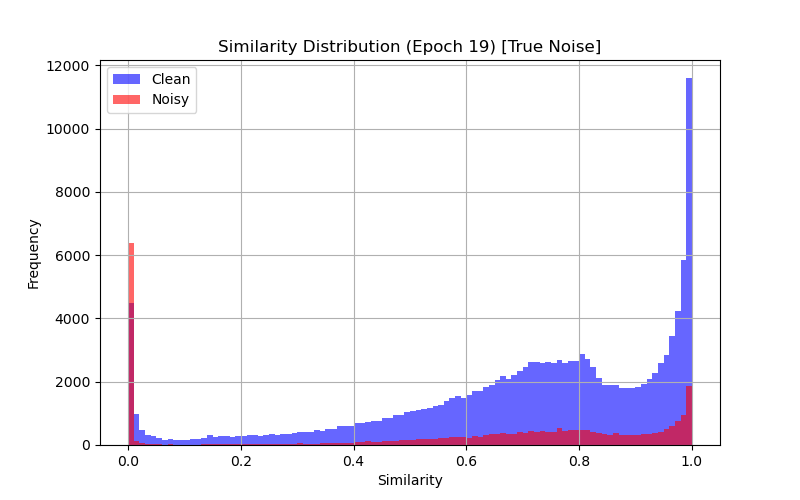 Similarity Distribution (Epoch 19) [True Noise]
Clean
Noisy
12000
10000
8000
6000
4000
2000
0
Frequency
0.0
0.2
0.4
0.6
0.8
1.0
Similarity